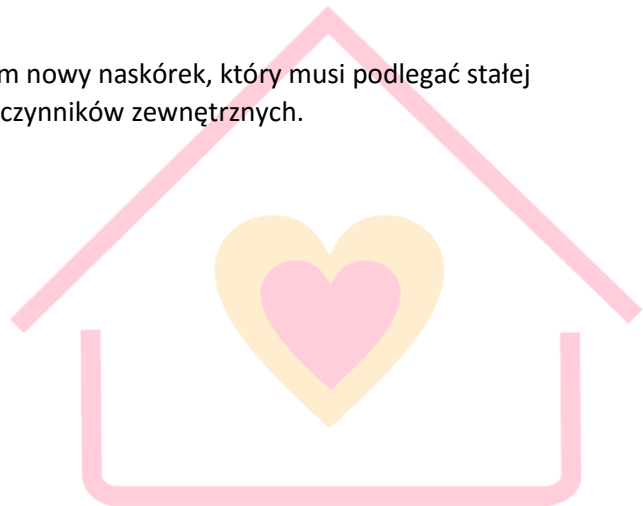 m nowy naskórek, który musi podlegać stałej
czynników zewnętrznych.